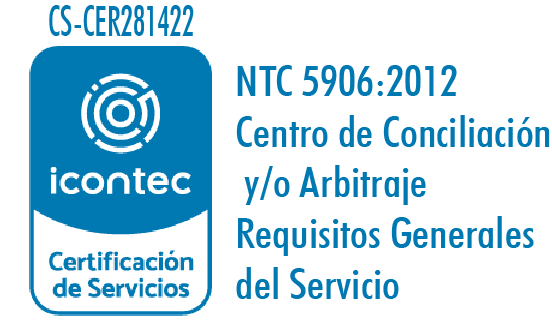 CS-CER281422
icontec
Certificación
de Servicios
NTC 5906:2012
Centro de Conciliación
y/o Arbitraje
Requisitos Generales
del Servicio